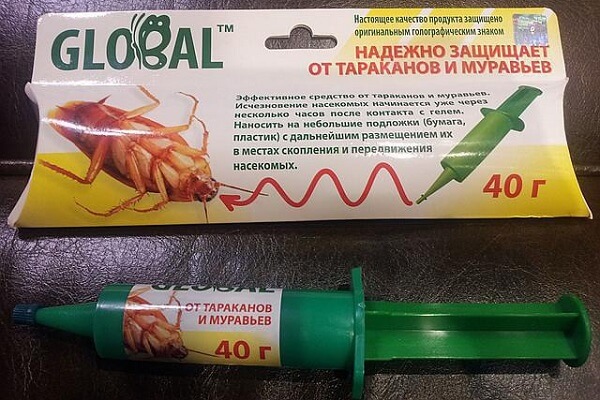 GLOBAL™
Настоящее качество продукта защищено
оригинальным голографическим знаком
НАДЕЖНО ЗАЩИЩАЕТ
ОТ ТАРАКАНОВ И МУРАВЬЕВ
Эффективное средство от тараканов и муравьев.
Исчезновение насекомых начинается уже через
несколько часов после контакта с гелем.
Наносить на небольшие подложки (бумага,
пластик) с дальнейшим размещением их
в местах скопления и передвижения
насекомых.
40 г
GLOBAL
ОТ ТАРАКАНОВ
И МУРАВЬЕВ
40 г